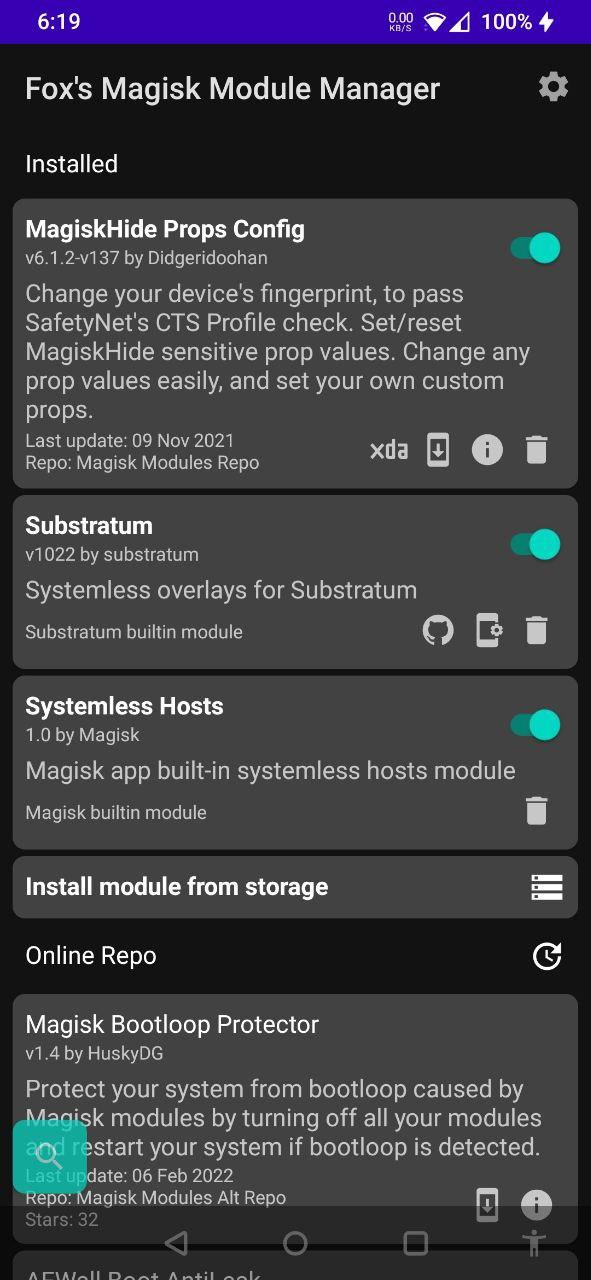 6:19
0.00
KB/S
100%
Fox's Magisk Module Manager
Installed
MagiskHide Props Config
v6.1.2-v137 by Didgeridoohan
Change your device's fingerprint, to pass
SafetyNet's CTS Profile check. Set/reset
MagiskHide sensitive prop values. Change any
prop values easily, and set your own custom
props.
Last update: 09 Nov 2021
Repo: Magisk Modules Repo
xda
Substratum
v1022 by substratum
Systemless overlays for Substratum
Substratum builtin module
Systemless Hosts
1.0 by Magisk
Magisk app built-in systemless hosts module
Magisk builtin module
Install module from storage
Online Repo
Magisk Bootloop Protector
v1.4 by HuskyDG
Protect your system from bootloop caused by
Magisk modules by turning off all your modules
and restart your system if bootloop is detected.
Last update: 06 Feb 2022
Repo: Magisk Modules Alt Repo
Stars: 32
AFWall Boot AntiLeak